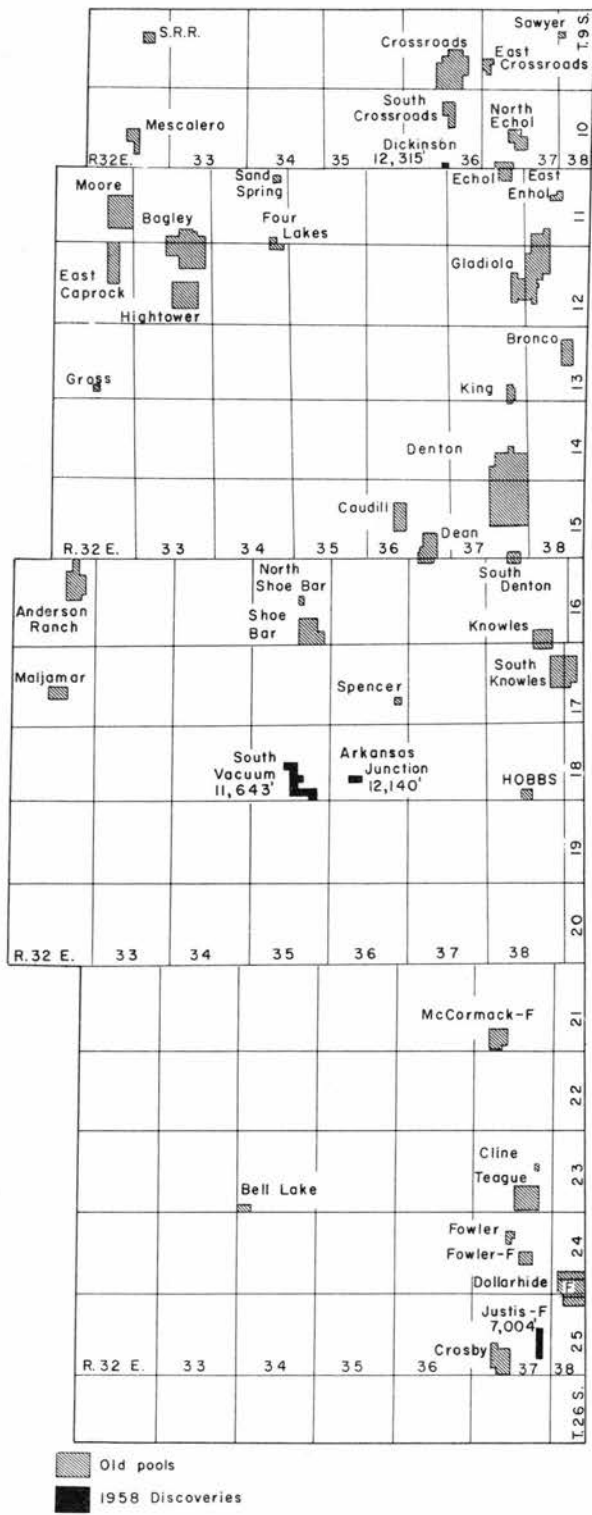 S.R.R.
Sawyer
T. 9 S.
Crossroads
East
Crossroads
South
Crossroads
North
Echol
Mescalero
10
Dickinson
12,315'
R32 E.
33
34
35
36
37
38
Echol
East
Enhol
Moore
Sand
Spring
11
Bagley
Four
Lakes
Gladiola
East
Caprock
12
Hightower
Bronco
Gross
13
King
Denton
14
Caudill
Dean
15
R. 32 E.
33
34
35
36
37
38
North
Shoe Bar
South
Denton
Anderson
Ranch
Shoe
Bar
16
Knowles
Maljamar
South
Knowles
Spencer
17
South
Vacuum
11,643'
Arkansas
Junction
12,140'
HOBBS
18
19
20
R. 32 E.
33
34
35
36
37
38
McCormack-F
21
22
Cline
Teague
23
Bell Lake
Fowler
Fowler-F
24
Dollarhide
F
Justis-F
7,004'
Crosby
25
R. 32 E.
33
34
35
36
37
38
T. 26 S.
Old pools
1958 Discoveries